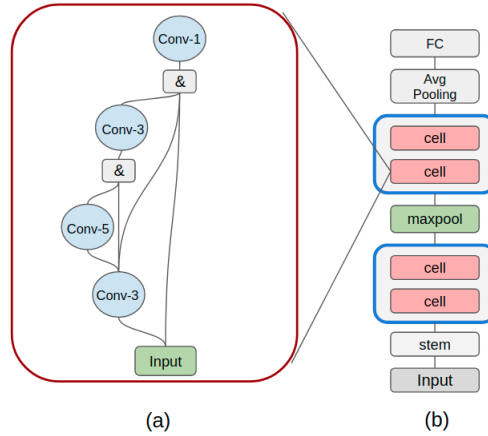 Conv-1
&
Conv-3
&
Conv-5
Conv-3
Input
(a)
FC
Avg
Pooling
cell
cell
maxpool
cell
cell
stem
Input
(b)